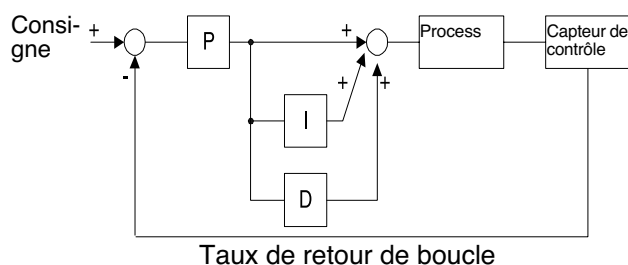 Consi-
gne
+
-
P
I
D
+
+
+
Process
Capteur de
contrôle
Taux de retour de boucle